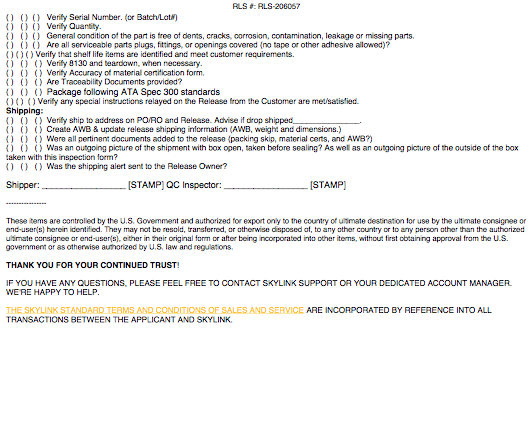 RLS #: RLS-206057
( ) ( ) ( ) Verify Serial Number. (or Batch/Lot#)
( ) ( ) ( ) Verify Quantity.
( ) ( ) ( ) General condition of the part is free of dents, cracks, corrosion, contamination, leakage or missing parts.
( ) ( ) ( ) Are all serviceable parts plugs, fittings, or openings covered (no tape or other adhesive allowed)?
( ) ( ) ( ) Verify that shelf life items are identified and meet customer requirements.
( ) ( ) ( ) Verify 8130 and teardown, when necessary.
( ) ( ) ( ) Verify Accuracy of material certification form.
( ) ( ) ( ) Are Traceability Documents provided?
( ) ( ) ( ) Package following ATA Spec 300 standards
( ) ( ) ( ) Verify any special instructions relayed on the Release from the Customer are met/satisfied.
Shipping:
( ) ( ) ( ) Verify ship to address on PO/RO and Release. Advise if drop shipped________________.
( ) ( ) ( ) Create AWB & update release shipping information (AWB, weight and dimensions.)
( ) ( ) ( ) Were all pertinent documents added to the release (packing skip, material certs, and AWB?)
( ) ( ) ( ) Was an outgoing picture of the shipment with box open, taken before sealing? As well as an outgoing picture of the outside of the box
taken with this inspection form?
( ) ( ) ( ) Was the shipping alert sent to the Release Owner?
Shipper: __________________ [STAMP] QC Inspector: __________________ [STAMP]
----------------
These items are controlled by the U.S. Government and authorized for export only to the country of ultimate destination for use by the ultimate consignee or
end-user(s) herein identified. They may not be resold, transferred, or otherwise disposed of, to any other country or to any person other than the authorized
ultimate consignee or end-user(s), either in their original form or after being incorporated into other items, without first obtaining approval from the U.S.
government or as otherwise authorized by U.S. law and regulations.
THANK YOU FOR YOUR CONTINUED TRUST!
IF YOU HAVE ANY QUESTIONS, PLEASE FEEL FREE TO CONTACT SKYLINK SUPPORT OR YOUR DEDICATED ACCOUNT MANAGER.
WE'RE HAPPY TO HELP.
THE SKYLINK STANDARD TERMS AND CONDITIONS OF SALES AND SERVICE ARE INCORPORATED BY REFERENCE INTO ALL
TRANSACTIONS BETWEEN THE APPLICANT AND SKYLINK.